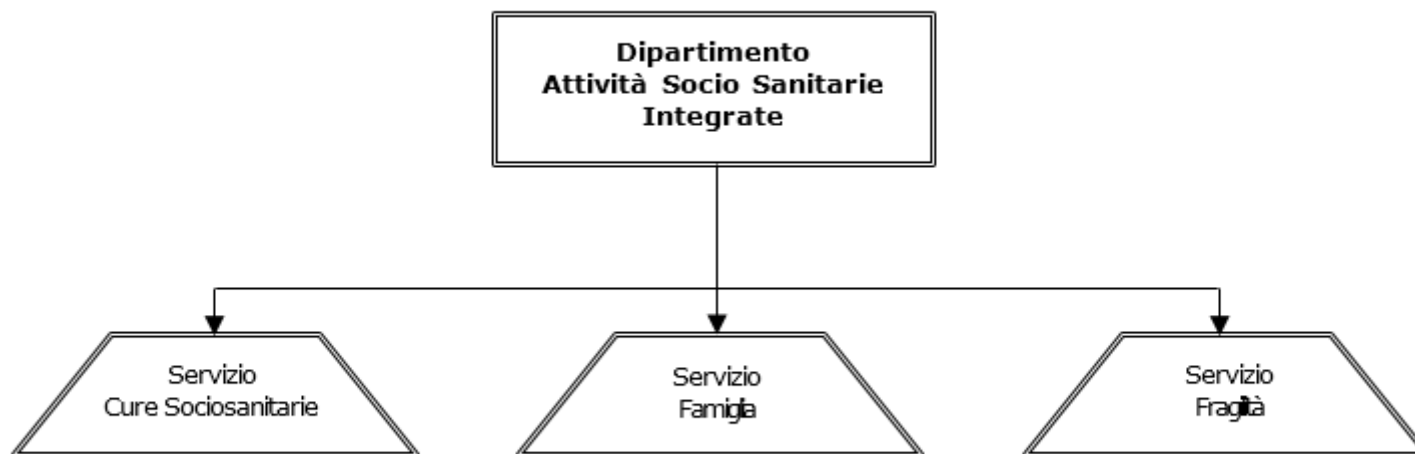 Dipartimento
Attività Socio Sanitarie
Integrate
Servizio
Cure Sociosanitarie
Servizio
Famiglia
Servizio
Fragilità